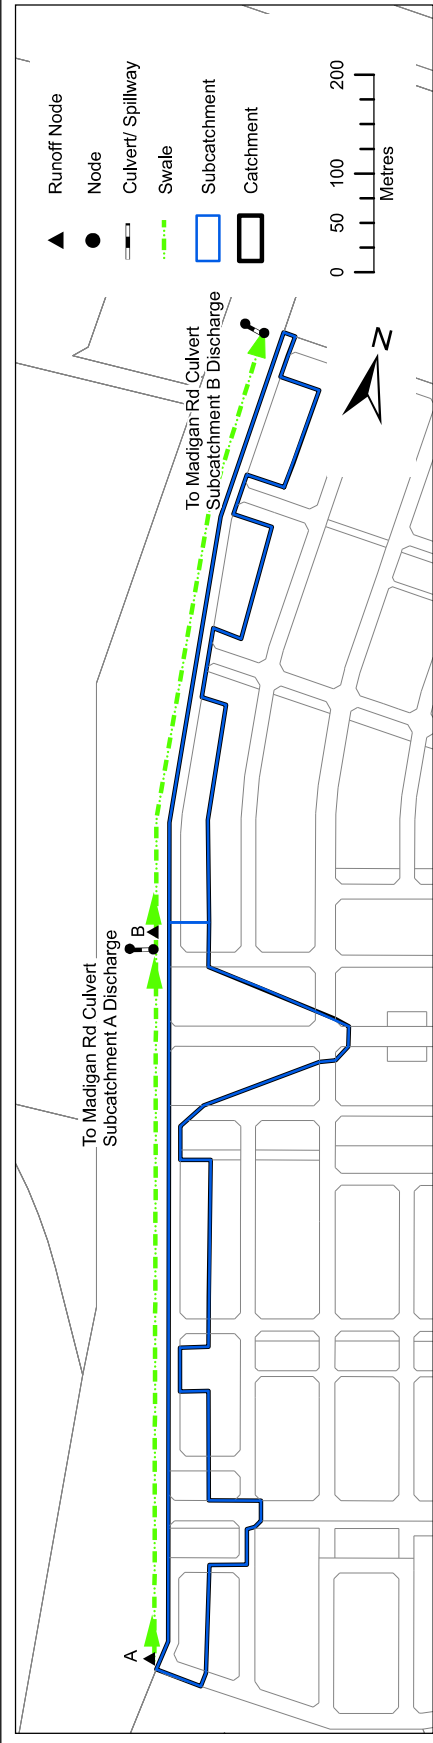 Runoff Node
Node
Culvert/ Spillway
Swale
Subcatchment
Catchment
0 50 100 200
Metres
N
To Madigan Rd Culvert
Subcatchment B Discharge
B
To Madigan Rd Culvert
Subcatchment A Discharge
A